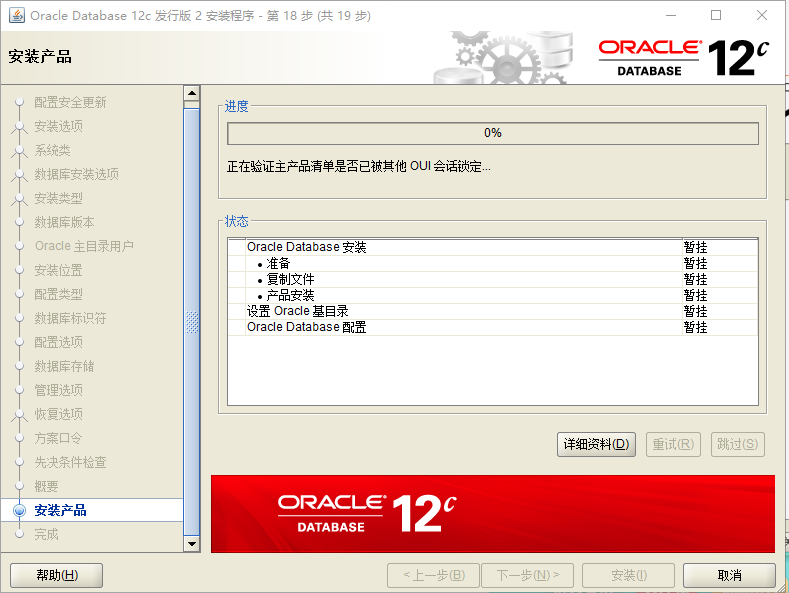 Oracle Database 12c 发行版 2 安装程序 - 第 18 步 (共 19 步)
安装产品
ORACLE
DATABASE
12c
配置安全更新
安装选项
系统类
数据库安装选项
安装类型
数据库版本
Oracle 主目录用户
安装位置
配置类型
数据库标识符
配置选项
数据库存储
管理选项
恢复选项
方案口令
先决条件检查
概要
安装产品
完成
进度
0%
正在验证主产品清单是否已被其他 OUI 会话锁定...
状态
Oracle Database 安装 暂挂
• 准备 暂挂
• 复制文件 暂挂
• 产品安装 暂挂
设置 Oracle 基目录 暂挂
Oracle Database 配置 暂挂
详细资料(D) 重试(R) 跳过(S)
ORACLE
DATABASE
12c
帮助(H) < 上一步(B) 下一步(N) > 安装(I) 取消